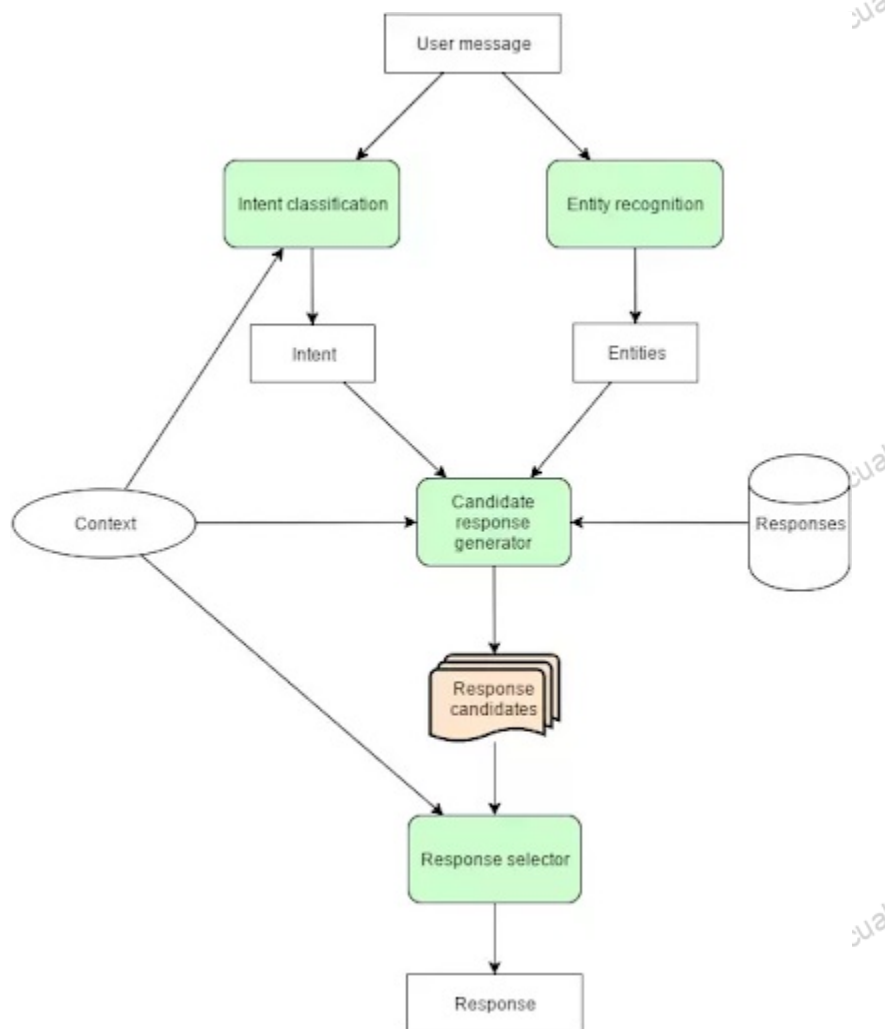 User message
Intent classification
Entity recognition
Intent
Entities
Context
Candidate
response
generator
Responses
Response
candidates
Response selector
Response